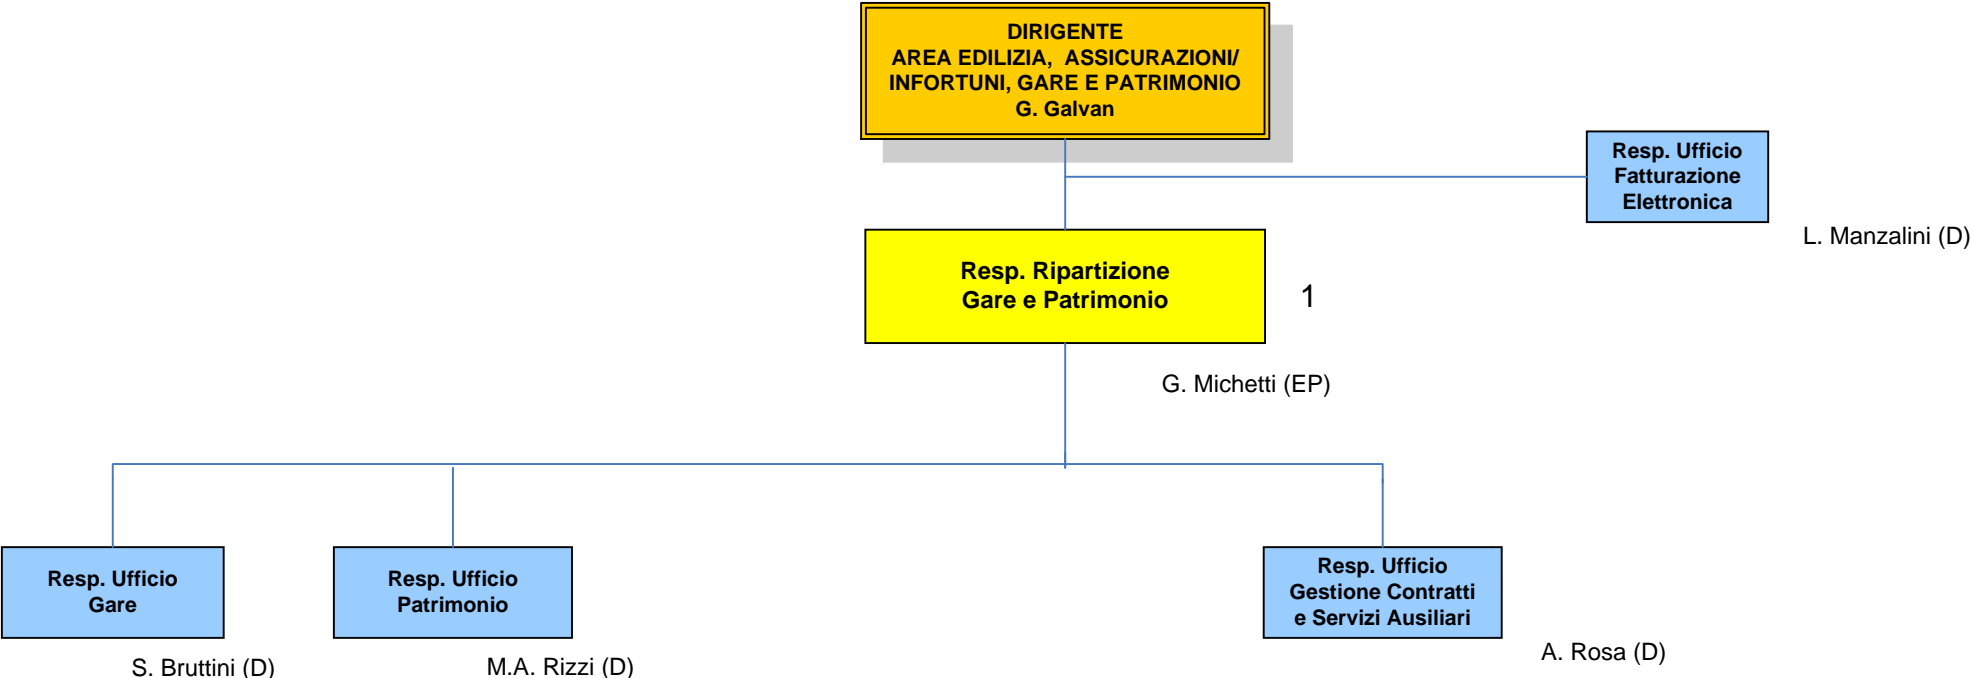 DIRIGENTE
AREA EDILIZIA, ASSICURAZIONI/
INFORTUNI, GARE E PATRIMONIO
G. Galvan
Resp. Ufficio
Fatturazione
Elettronica
L. Manzalini (D)
Resp. Ripartizione
Gare e Patrimonio
1
G. Michetti (EP)
Resp. Ufficio
Gare
S. Bruttini (D)
Resp. Ufficio
Patrimonio
M.A. Rizzi (D)
Resp. Ufficio
Gestione Contratti
e Servizi Ausiliari
A. Rosa (D)